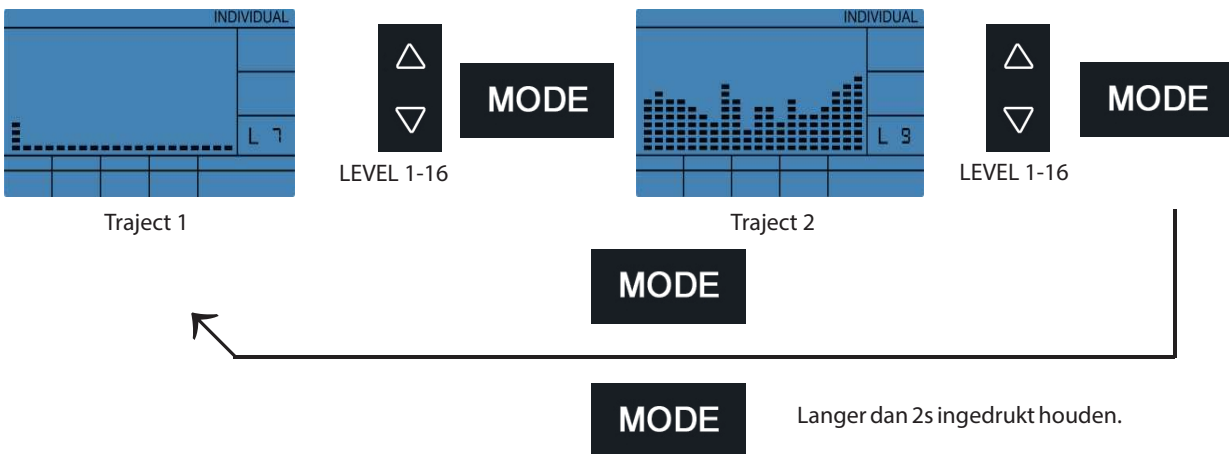 INDIVIDUAL
L 7
LEVEL 1-16
MODE
Traject 1
INDIVIDUAL
L 9
LEVEL 1-16
MODE
Traject 2
MODE
MODE
Langer dan 2s ingedrukt houden.